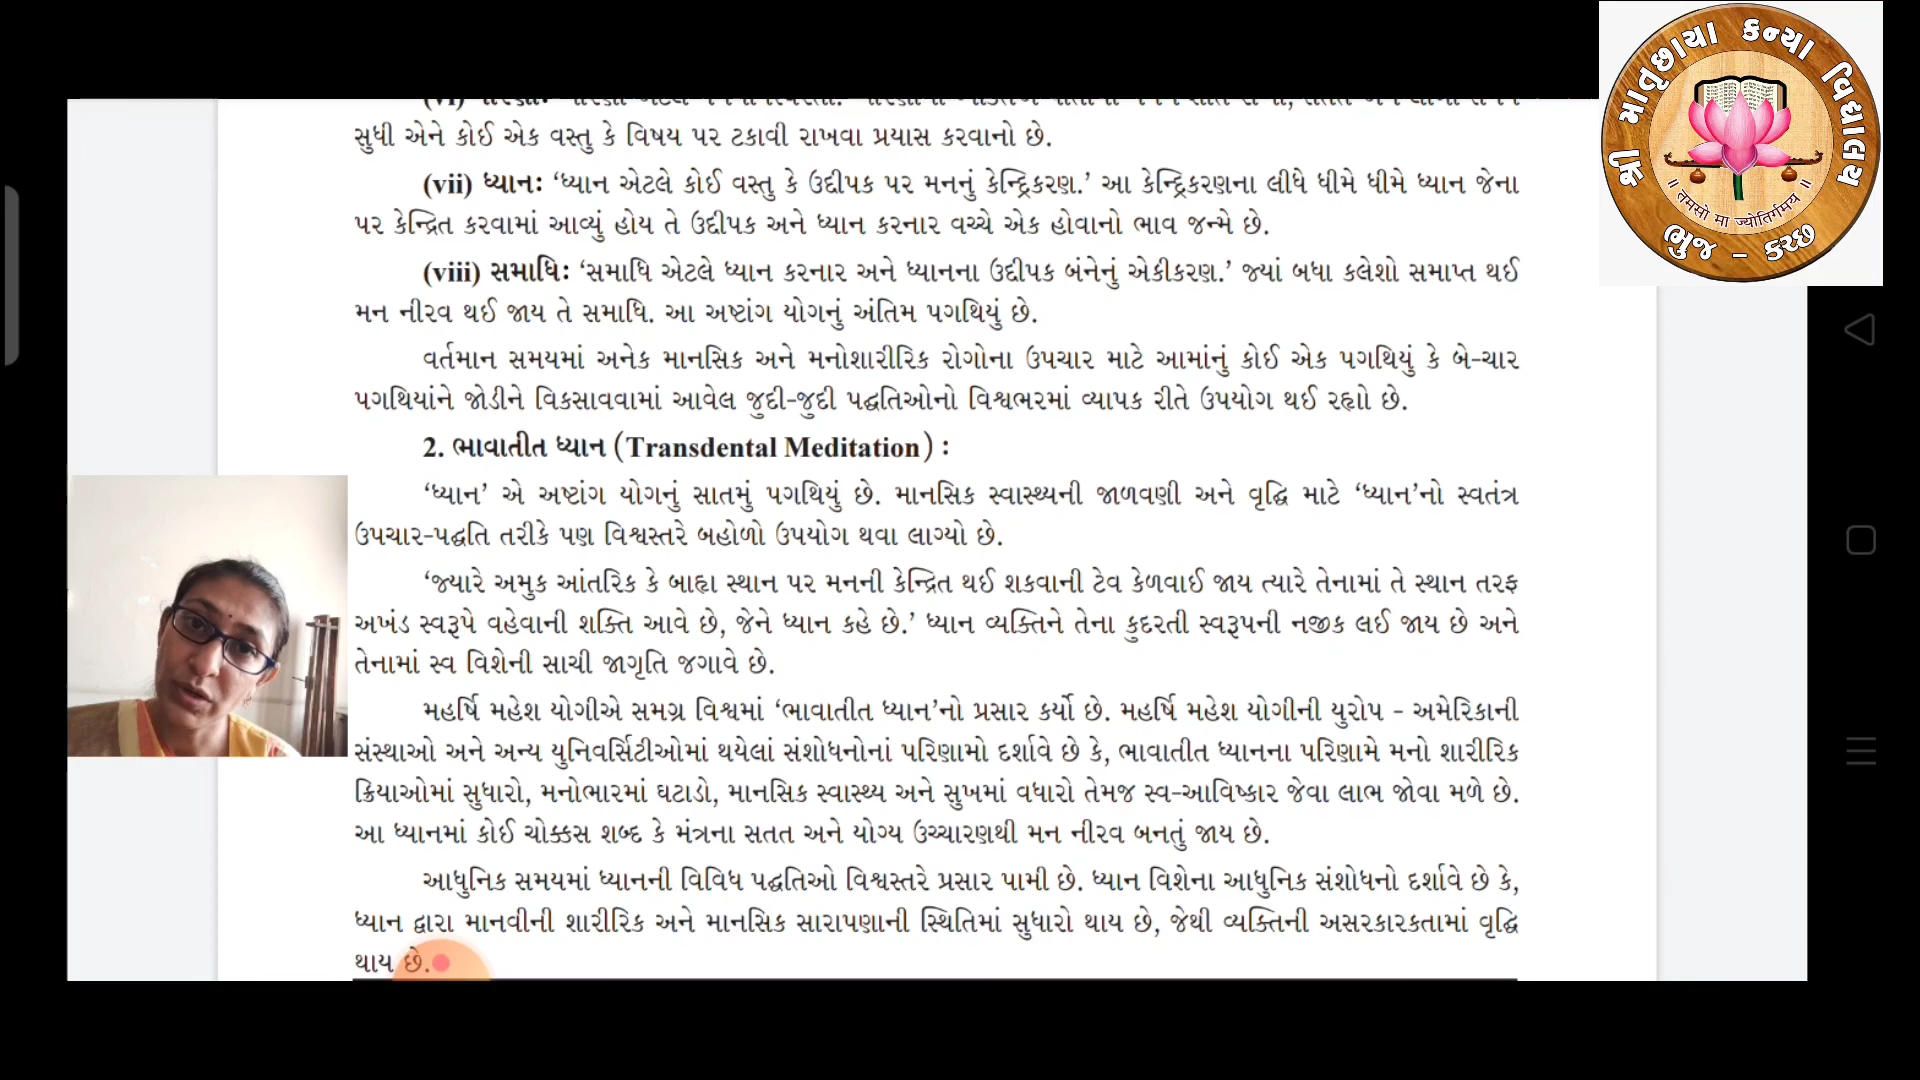 સુધી એને કોઈ એક વસ્તુ કે વિષય પર ટકાવી રાખવા પ્રયાસ કરવાનો છે.
(vii) ધ્યાનઃ ‘ધ્યાન એટલે કોઈ વસ્તુ કે ઉદ્દીપક પર મનનું કેન્દ્રિકરણ.’ આ કેન્દ્રિકરણના લીધે ધીમે ધીમે ધ્યાન જેના
પર કેન્દ્રિત કરવામાં આવ્યું હોય તે ઉદ્દીપક અને ધ્યાન કરનાર વચ્ચે એક હોવાનો ભાવ જન્મે છે.
(viii) સમાધિઃ ‘સમાધિ એટલે ધ્યાન કરનાર અને ધ્યાનના ઉદ્દીપક બંનેનું એકીકરણ.’ જ્યાં બધા કલેશો સમાપ્ત થઈ
મન નીરવ થઈ જાય તે સમાધિ. આ અષ્ટાંગ યોગનું અંતિમ પગથિયું છે.
વર્તમાન સમયમાં અનેક માનસિક અને મનોશારીરિક રોગોના ઉપચાર માટે આમાંનું કોઈ એક પગથિયું કે બે-ચાર
પગથિયાંને જોડીને વિકસાવવામાં આવેલ જુદી-જુદી પદ્ધતિઓનો વિશ્વભરમાં વ્યાપક રીતે ઉપયોગ થઈ રહ્યો છે.
2. ભાવાતીત ધ્યાન (Transdental Meditation) :
‘ધ્યાન’ એ અષ્ટાંગ યોગનું સાતમું પગથિયું છે. માનસિક સ્વાસ્થ્યની જાળવણી અને વૃદ્ધિ માટે ‘ધ્યાન’નો સ્વતંત્ર
ઉપચાર-પદ્ધતિ તરીકે પણ વિશ્વસ્તરે બહોળો ઉપયોગ થવા લાગ્યો છે.
‘જ્યારે અમુક આંતરિક કે બાહ્ય સ્થાન પર મનની કેન્દ્રિત થઈ શકવાની ટેવ કેળવાઈ જાય ત્યારે તેનામાં તે સ્થાન તરફ
અખંડ સ્વરૂપે વહેવાની શક્તિ આવે છે, જેને ધ્યાન કહે છે.’ ધ્યાન વ્યક્તિને તેના કુદરતી સ્વરૂપની નજીક લઈ જાય છે અને
તેનામાં સ્વ વિશેની સાચી જાગૃતિ જગાવે છે.
મહર્ષિ મહેશ યોગીએ સમગ્ર વિશ્વમાં ‘ભાવાતીત ધ્યાન’નો પ્રસાર કર્યો છે. મહર્ષિ મહેશ યોગીની યુરોપ - અમેરિકાની
સંસ્થાઓ અને અન્ય યુનિવર્સિટીઓમાં થયેલાં સંશોધનોનાં પરિણામો દર્શાવે છે કે, ભાવાતીત ધ્યાનના પરિણામે મનો શારીરિક
ક્રિયાઓમાં સુધારો, મનોભારમાં ઘટાડો, માનસિક સ્વાસ્થ્ય અને સુખમાં વધારો તેમજ સ્વ-આવિષ્કાર જેવા લાભ જોવા મળે છે.
આ ધ્યાનમાં કોઈ ચોક્કસ શબ્દ કે મંત્રના સતત અને યોગ્ય ઉચ્ચારણથી મન નીરવ બનતું જાય છે.
આધુનિક સમયમાં ધ્યાનની વિવિધ પદ્ધતિઓ વિશ્વસ્તરે પ્રસાર પામી છે. ધ્યાન વિશેના આધુનિક સંશોધનો દર્શાવે છે કે,
ધ્યાન દ્વારા માનવીની શારીરિક અને માનસિક સારાપણાની સ્થિતિમાં સુધારો થાય છે, જેથી વ્યક્તિની અસરકારકતામાં વૃદ્ધિ
થાય છે.
શ્રી માતૃછાયા કન્યા વિદ્યાલય
॥ તમસો મા જ્યોતિર્ગમય ॥
ભુજ - કચ્છ